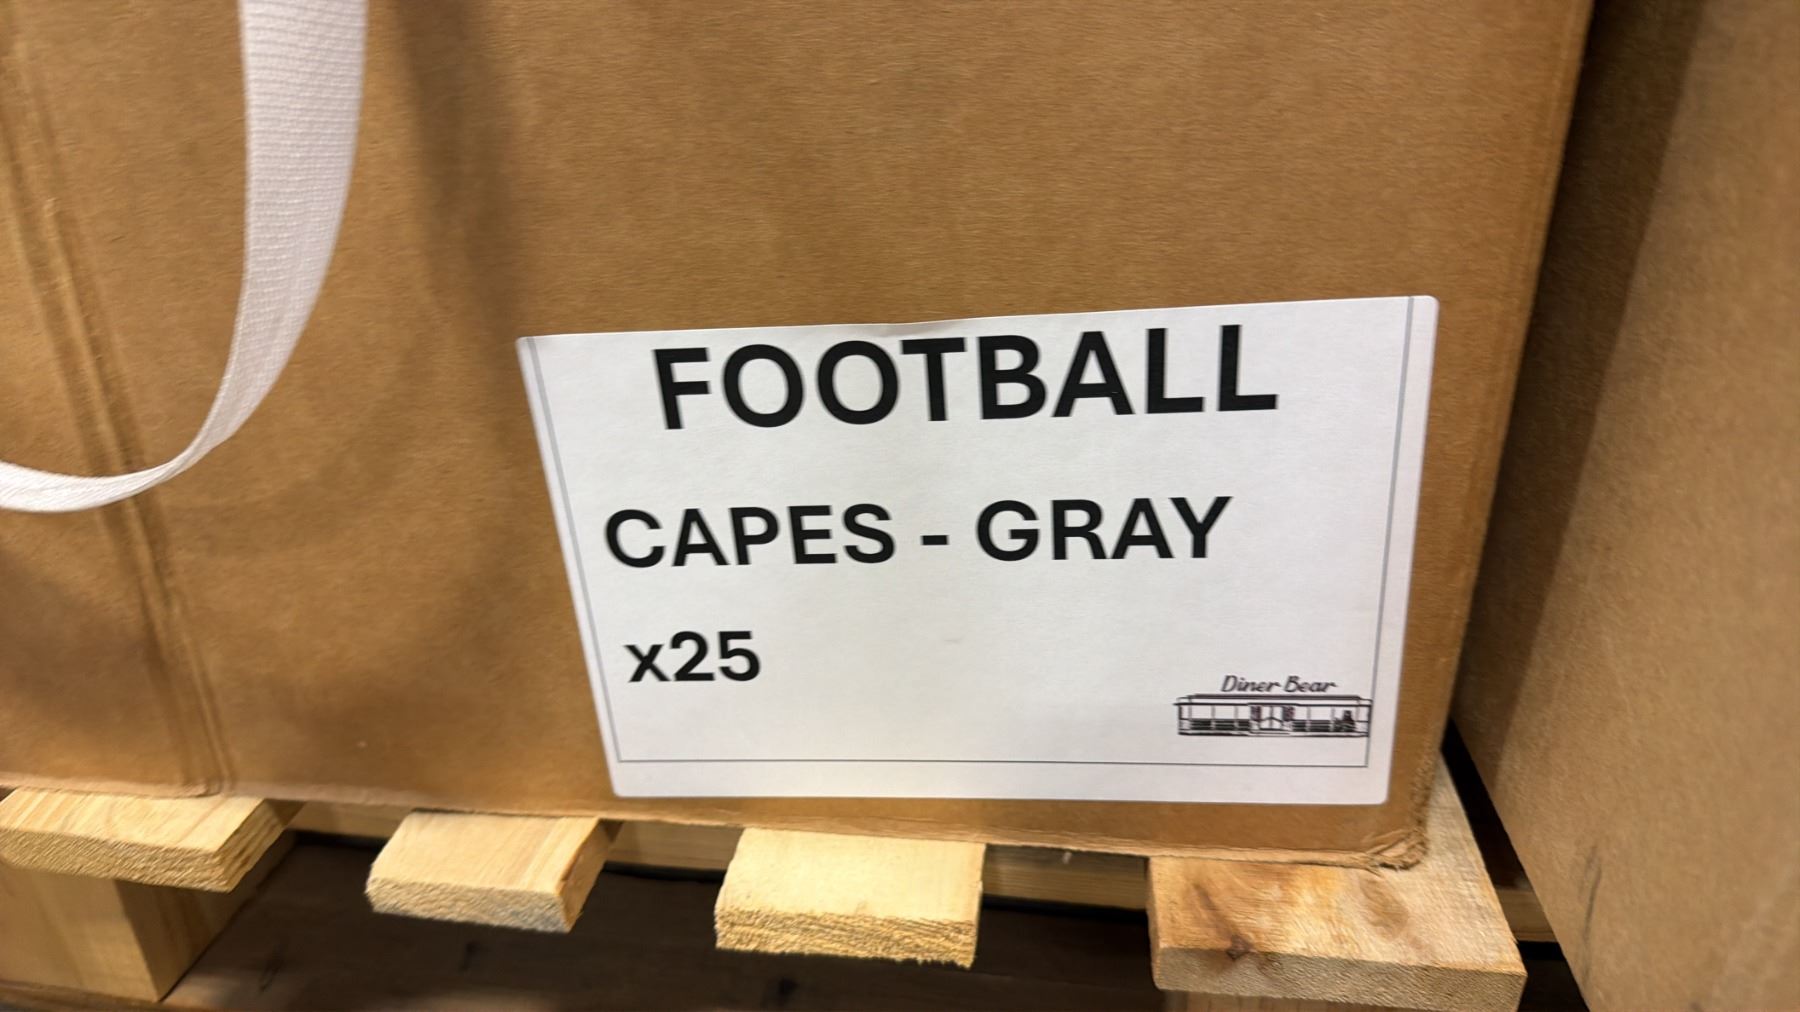 FOOTBALL
CAPES - GRAY
x25
Diner Bear